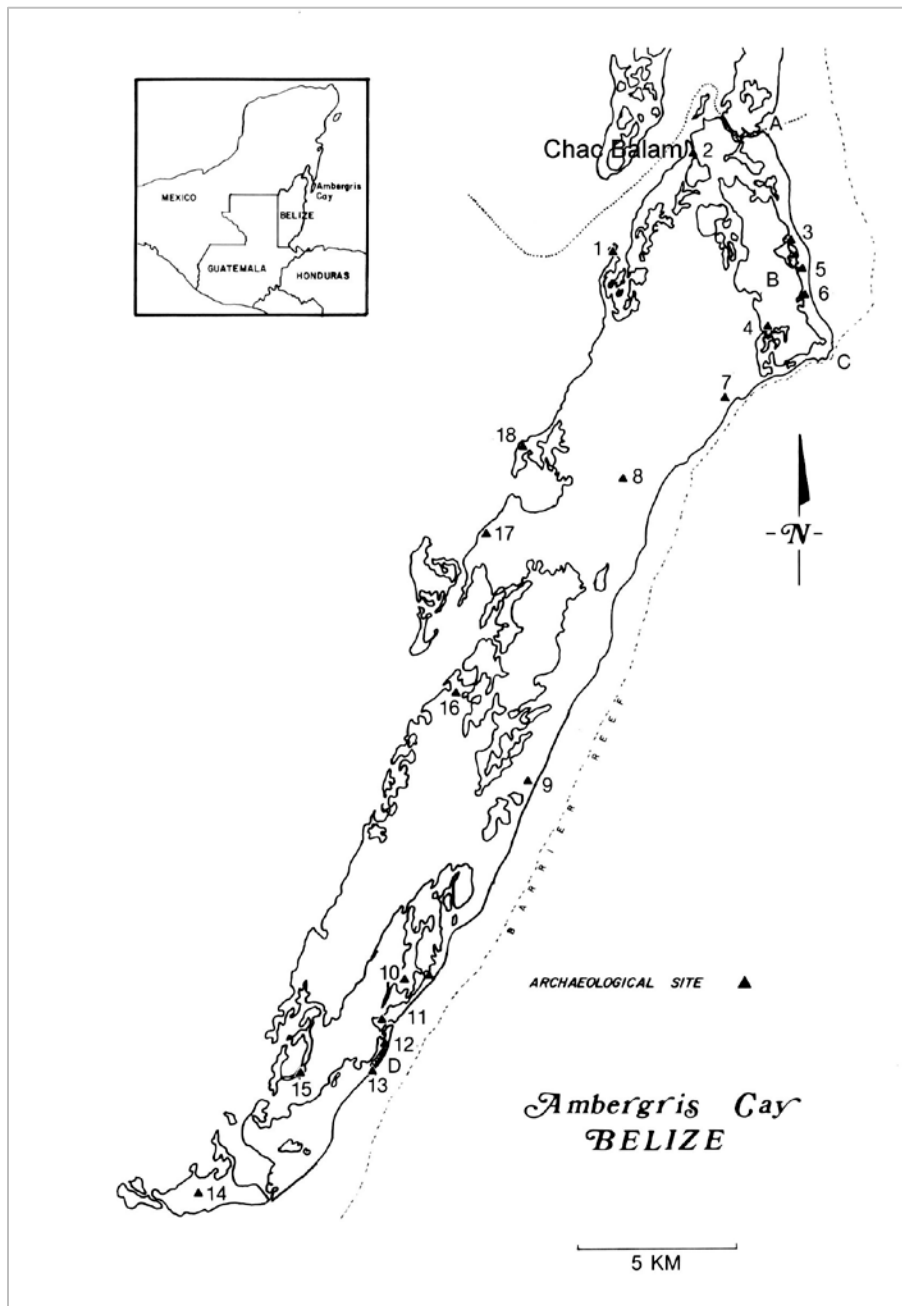 MEXICO
Ambergris
Cay
BELIZE
GUATEMALA
HONDURAS
A
Chac Balam
2
3
1
5
B
6
4
C
7
18
8
-N-
17
16
9
BARRIER REEF
10
ARCHAEOLOGICAL SITE
11
12
D
13
15
Ambergris Cay
BELIZE
14
5 KM